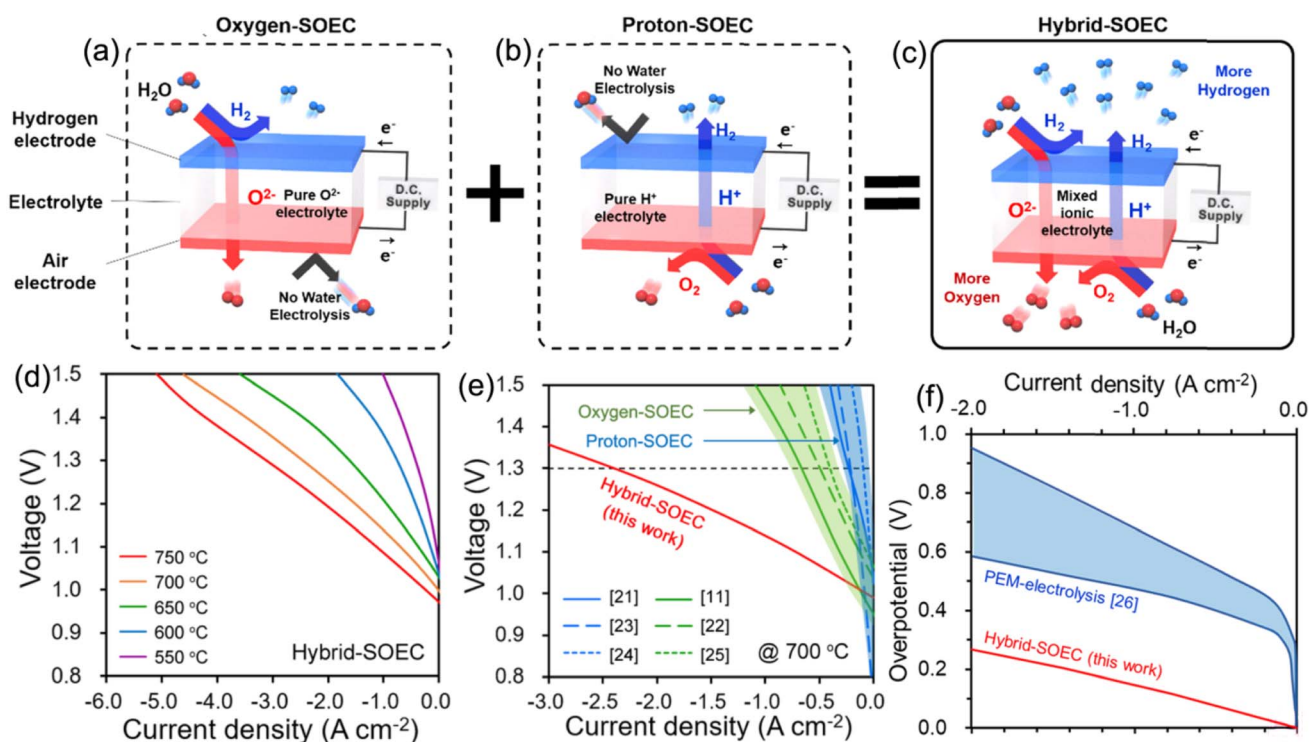 Oxygen-SOEC
Proton-SOEC
Hybrid-SOEC
(a)
H2O
H2
Hydrogen
electrode
e-
Electrolyte
O2-
Pure O2-
electrolyte
D.C.
Supply
Air
electrode
e-
No Water
Electrolysis
(b)
No Water
Electrolysis
H2
e-
Pure H+
electrolyte
H+
D.C.
Supply
e-
O2
(c)
More
Hydrogen
H2
H2
e-
O2-
Mixed
ionic
electrolyte
H+
D.C.
Supply
e-
More
Oxygen
O2
H2O
(d)
1.5
1.4
1.3
1.2
1.1
1.0
0.9
0.8
Voltage (V)
750 oC
700 oC
650 oC
600 oC
550 oC
Hybrid-SOEC
-6.0 -5.0 -4.0 -3.0 -2.0 -1.0 0.0
Current density (A cm-2)
(e)
1.5
1.4
1.3
1.2
1.1
1.0
0.9
0.8
Voltage (V)
Oxygen-SOEC
Proton-SOEC
Hybrid-SOEC
(this work)
[21] [11]
[23] [22]
[24] [25]
@ 700 oC
-3.0 -2.5 -2.0 -1.5 -1.0 -0.5 0.0
Current density (A cm-2)
Current density (A cm-2)
(f)
-2.0 -1.0 0.0
1.0
0.8
0.6
0.4
0.2
0.0
Overpotential (V)
PEM-electrolysis [26]
Hybrid-SOEC (this work)